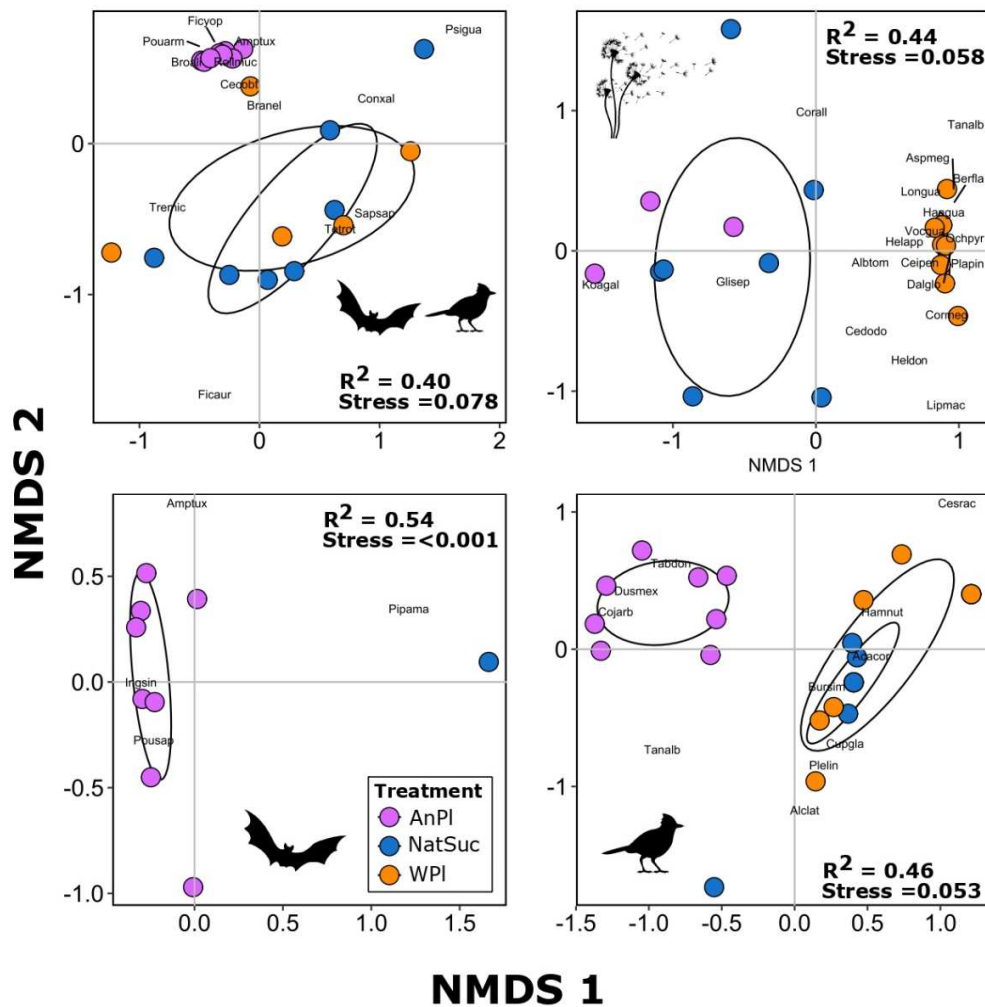 NMDS 2
Ficyop
Pouarm
Amptux
Rollmuc
Cecobt
Branel
Psigua
Conxal
Tremic
Sapsap
Tetrot
Ficaur
R2 = 0.40
Stress =0.078
0
-1
-1
0
1
2
R2 = 0.44
Stress =0.058
Corall
Tanalb
Aspmeg
Berfla
Longua
Hasgua
Vocgua
Ochpyr
Helapp
Albtom
Ceipen
Plapin
Dalglo
Cormeg
Koagal
Glisep
Cedodo
Heldon
Lipmac
1
0
-1
-1
0
1
NMDS 1
Amptux
R2 = 0.54
Stress =<0.001
Pipama
Ingsin
Pousap
0.5
0.0
-0.5
-1.0
0.0
0.5
1.0
1.5
Treatment
AnPl
NatSuc
WPl
Cesrac
Tabdon
Dusmex
Cojarb
Hamnut
Acacor
Bursim
Cupgla
Tanalb
Plelin
Alclat
R2 = 0.46
Stress =0.053
1
0
-1
-1.5
-1.0
-0.5
0.0
0.5
1.0
NMDS 1